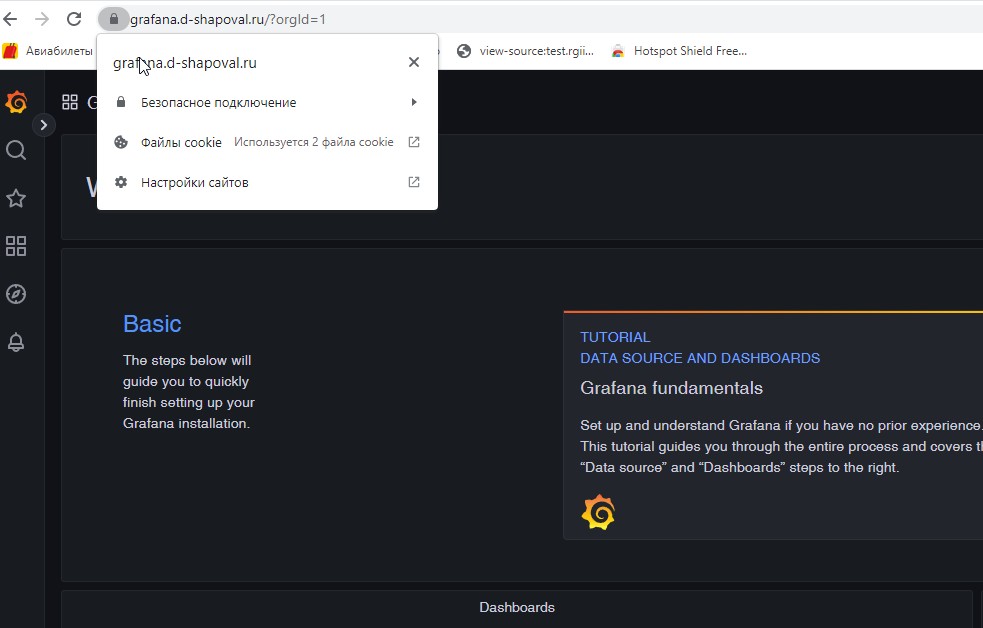 grafana.d-shapoval.ru/?orgId=1
Авиабилеты
view-source:test.rgii...
Hotspot Shield Free...
grafana.d-shapoval.ru
Безопасное подключение
Файлы cookie Используется 2 файла cookie
Настройки сайтов
G
W
Basic
The steps below will
guide you to quickly
finish setting up your
Grafana installation.
TUTORIAL
DATA SOURCE AND DASHBOARDS
Grafana fundamentals
Set up and understand Grafana if you have no prior experience.
This tutorial guides you through the entire process and covers th
“Data source” and “Dashboards” steps to the right.
Dashboards